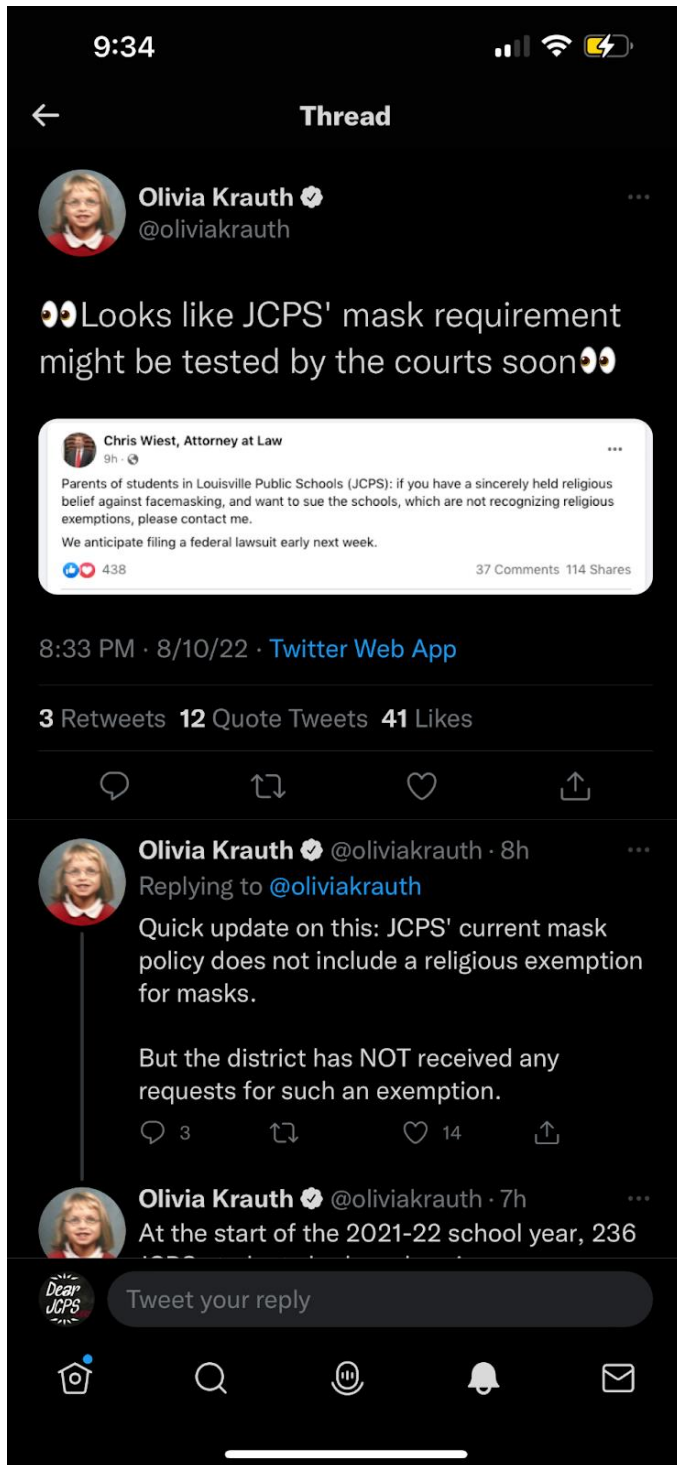 9:34
Thread
Olivia Krauth
@oliviakrauth
👀Looks like JCPS' mask requirement
might be tested by the courts soon👀
Chris Wiest, Attorney at Law
9h ·
Parents of students in Louisville Public Schools (JCPS): if you have a sincerely held religious
belief against facemasking, and want to sue the schools, which are not recognizing religious
exemptions, please contact me.
We anticipate filing a federal lawsuit early next week.
438
37 Comments 114 Shares
8:33 PM · 8/10/22 · Twitter Web App
3 Retweets 12 Quote Tweets 41 Likes
Olivia Krauth @oliviakrauth · 8h
Replying to @oliviakrauth
Quick update on this: JCPS' current mask
policy does not include a religious exemption
for masks.
But the district has NOT received any
requests for such an exemption.
3
14
Olivia Krauth @oliviakrauth · 7h
At the start of the 2021-22 school year, 236
Dear
JCPS
Tweet your reply